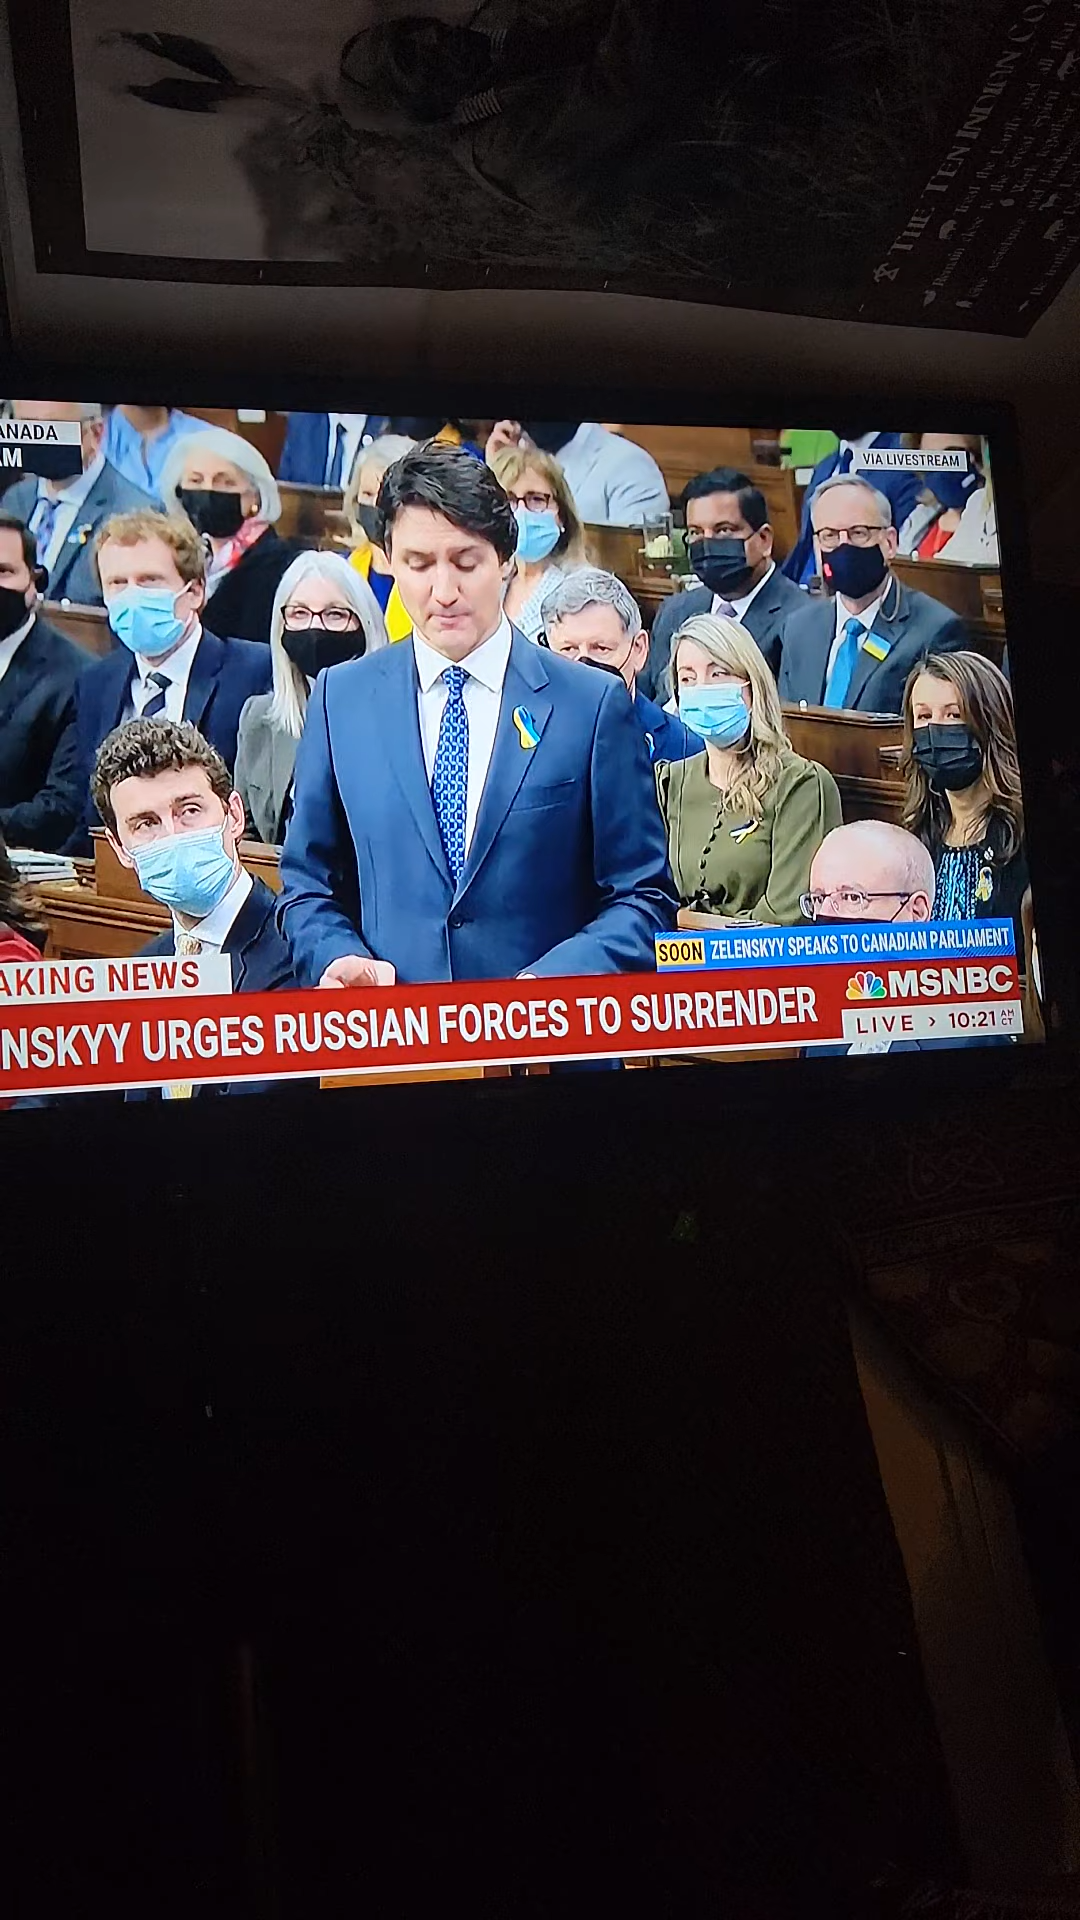 THE TEN INDIAN CO
ANADA
AM
VIA LIVESTREAM
SOON ZELENSKYY SPEAKS TO CANADIAN PARLIAMENT
AKING NEWS
MSNBC
NSKYY URGES RUSSIAN FORCES TO SURRENDER
LIVE > 10:21 AM CT